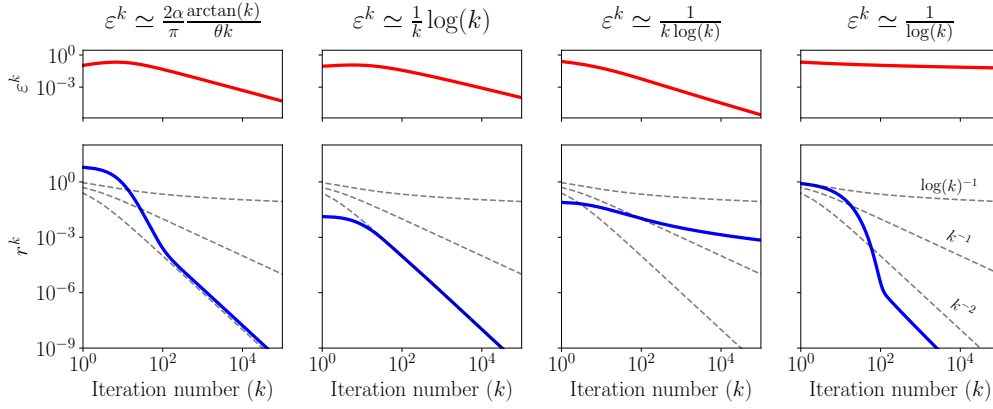 ε^k ≃ 2α/π arctan(k)/θk
ε^k ≃ 1/k log(k)
ε^k ≃ 1/(k log(k))
ε^k ≃ 1/log(k)
ε^k
10^0
10^−3
r^k
10^0
10^−3
10^−6
10^−9
log(k)^−1
k^−1
k^−2
10^0 10^2 10^4
10^0 10^2 10^4
10^0 10^2 10^4
10^0 10^2 10^4
Iteration number (k)
Iteration number (k)
Iteration number (k)
Iteration number (k)